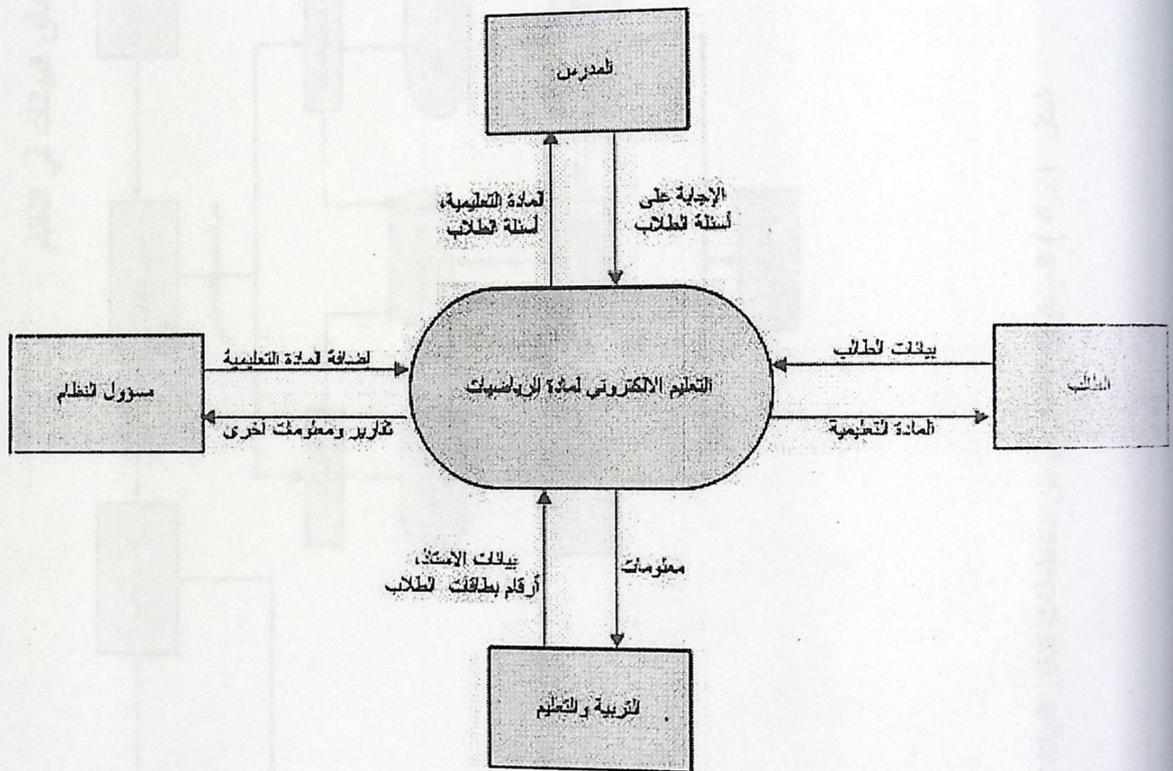 المدرس
المادة التعليمية،
أسئلة الطلاب
الإجابة على
أسئلة الطلاب
بيانات الطالب
الطالب
المادة التعليمية
التعليم الالكتروني لمادة الرياضيات
اضافة المادة التعليمية
مسؤول النظام
تقارير ومعلومات أخرى
معلومات
بيانات الاستاذ،
أرقام بطاقات الطلاب
التربية والتعليم